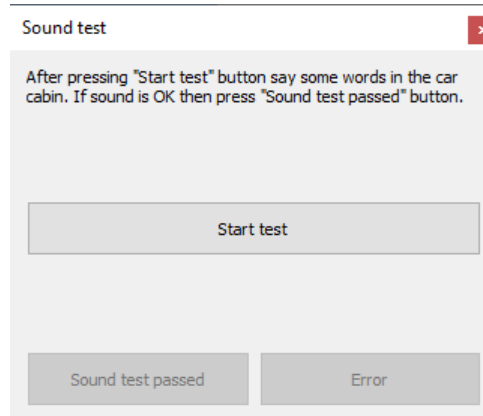 Sound test
After pressing "Start test" button say some words in the car
cabin. If sound is OK then press "Sound test passed" button.
Start test
Sound test passed
Error